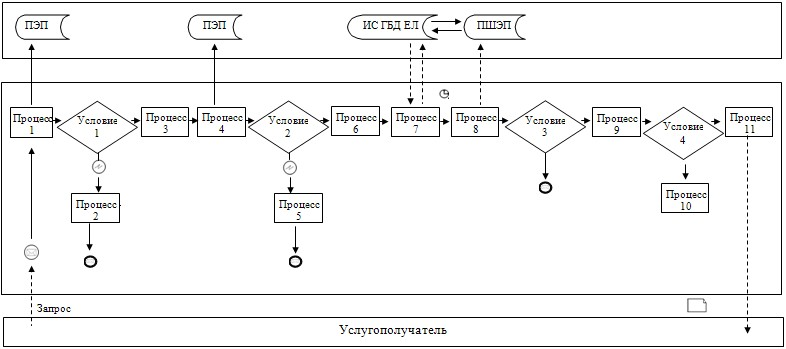 ПЭП
ПЭП
ИС ГБД ЕЛ
ПШЭП
Процесс
1
Условие
1
Процесс
3
Процесс
4
Условие
2
Процесс
6
Процесс
7
Процесс
8
Условие
3
Процесс
9
Условие
4
Процесс
11
Процесс
2
Процесс
5
Процесс
10
Запрос
Услугополучатель